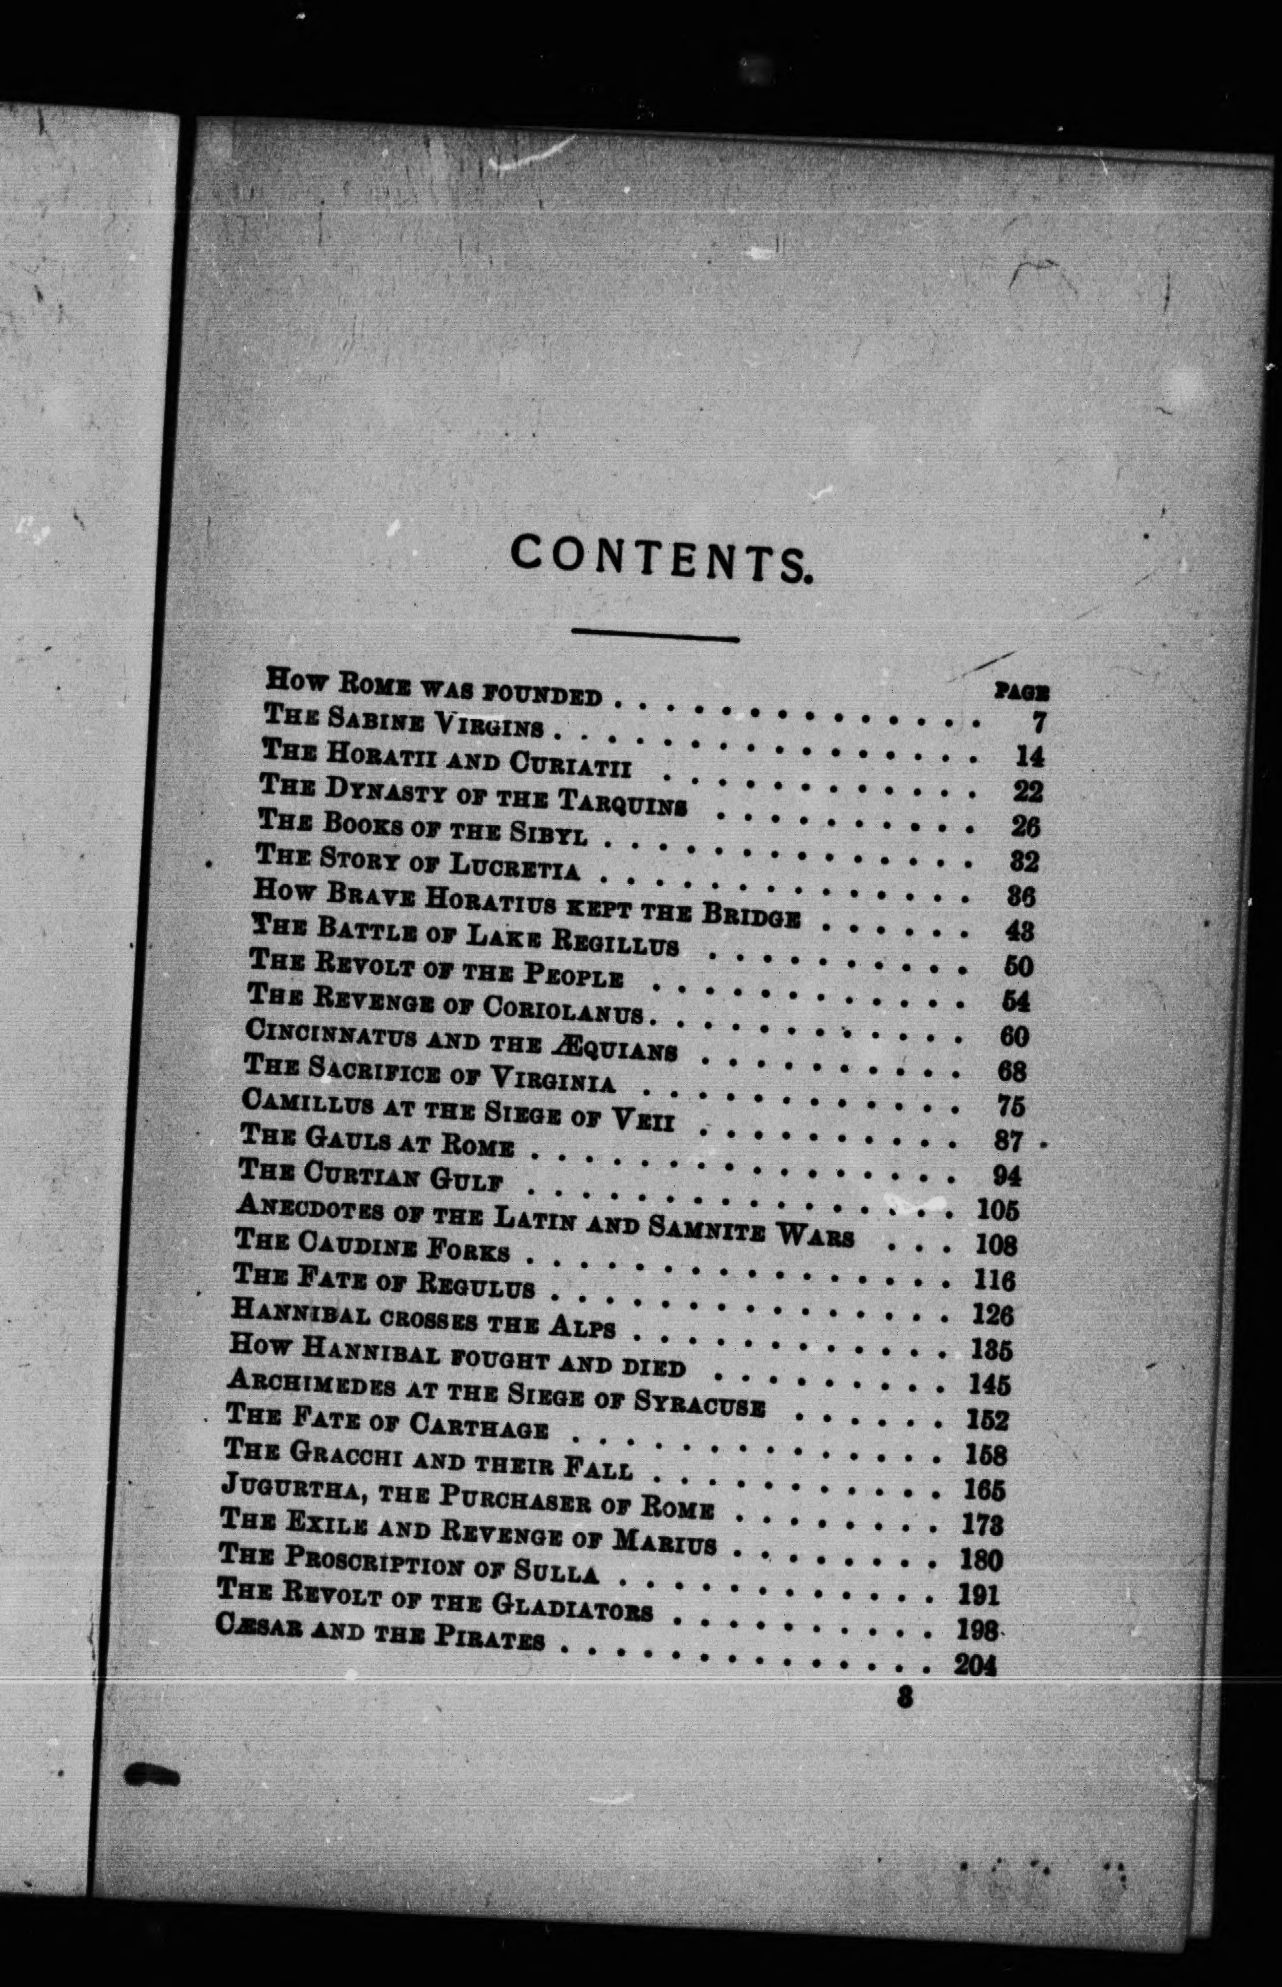 CONTENTS.
PAGE
How Rome was founded . . . . . . . . . . . . . . 7
The Sabine Virgins . . . . . . . . . . . . . . . . 14
The Horatii and Curiatii . . . . . . . . . . . . 22
The Dynasty of the Tarquins . . . . . . . . . . 26
The Books of the Sibyl . . . . . . . . . . . . . . 32
The Story of Lucretia . . . . . . . . . . . . . . 36
How Brave Horatius kept the Bridge . . . . . . 43
The Battle of Lake Regillus . . . . . . . . . . 50
The Revolt of the People . . . . . . . . . . . . 54
The Revenge of Coriolanus . . . . . . . . . . . . 60
Cincinnatus and the Æquians . . . . . . . . . . 68
The Sacrifice of Virginia . . . . . . . . . . . . 75
Camillus at the Siege of Veii . . . . . . . . . . 87
The Gauls at Rome . . . . . . . . . . . . . . . . 94
The Curtian Gulf . . . . . . . . . . . . . . . . 105
Anecdotes of the Latin and Samnite Wars . . . 108
The Caudine Forks . . . . . . . . . . . . . . . . 116
The Fate of Regulus . . . . . . . . . . . . . . . 126
Hannibal crosses the Alps . . . . . . . . . . . . 135
How Hannibal fought and died . . . . . . . . . 145
Archimedes at the Siege of Syracuse . . . . . . 152
The Fate of Carthage . . . . . . . . . . . . . . 158
The Gracchi and their Fall . . . . . . . . . . . 165
Jugurtha, the Purchaser of Rome . . . . . . . . 173
The Exile and Revenge of Marius . . . . . . . . 180
The Proscription of Sulla . . . . . . . . . . . . 191
The Revolt of the Gladiators . . . . . . . . . . 198
Cæsar and the Pirates . . . . . . . . . . . . . . 204
3